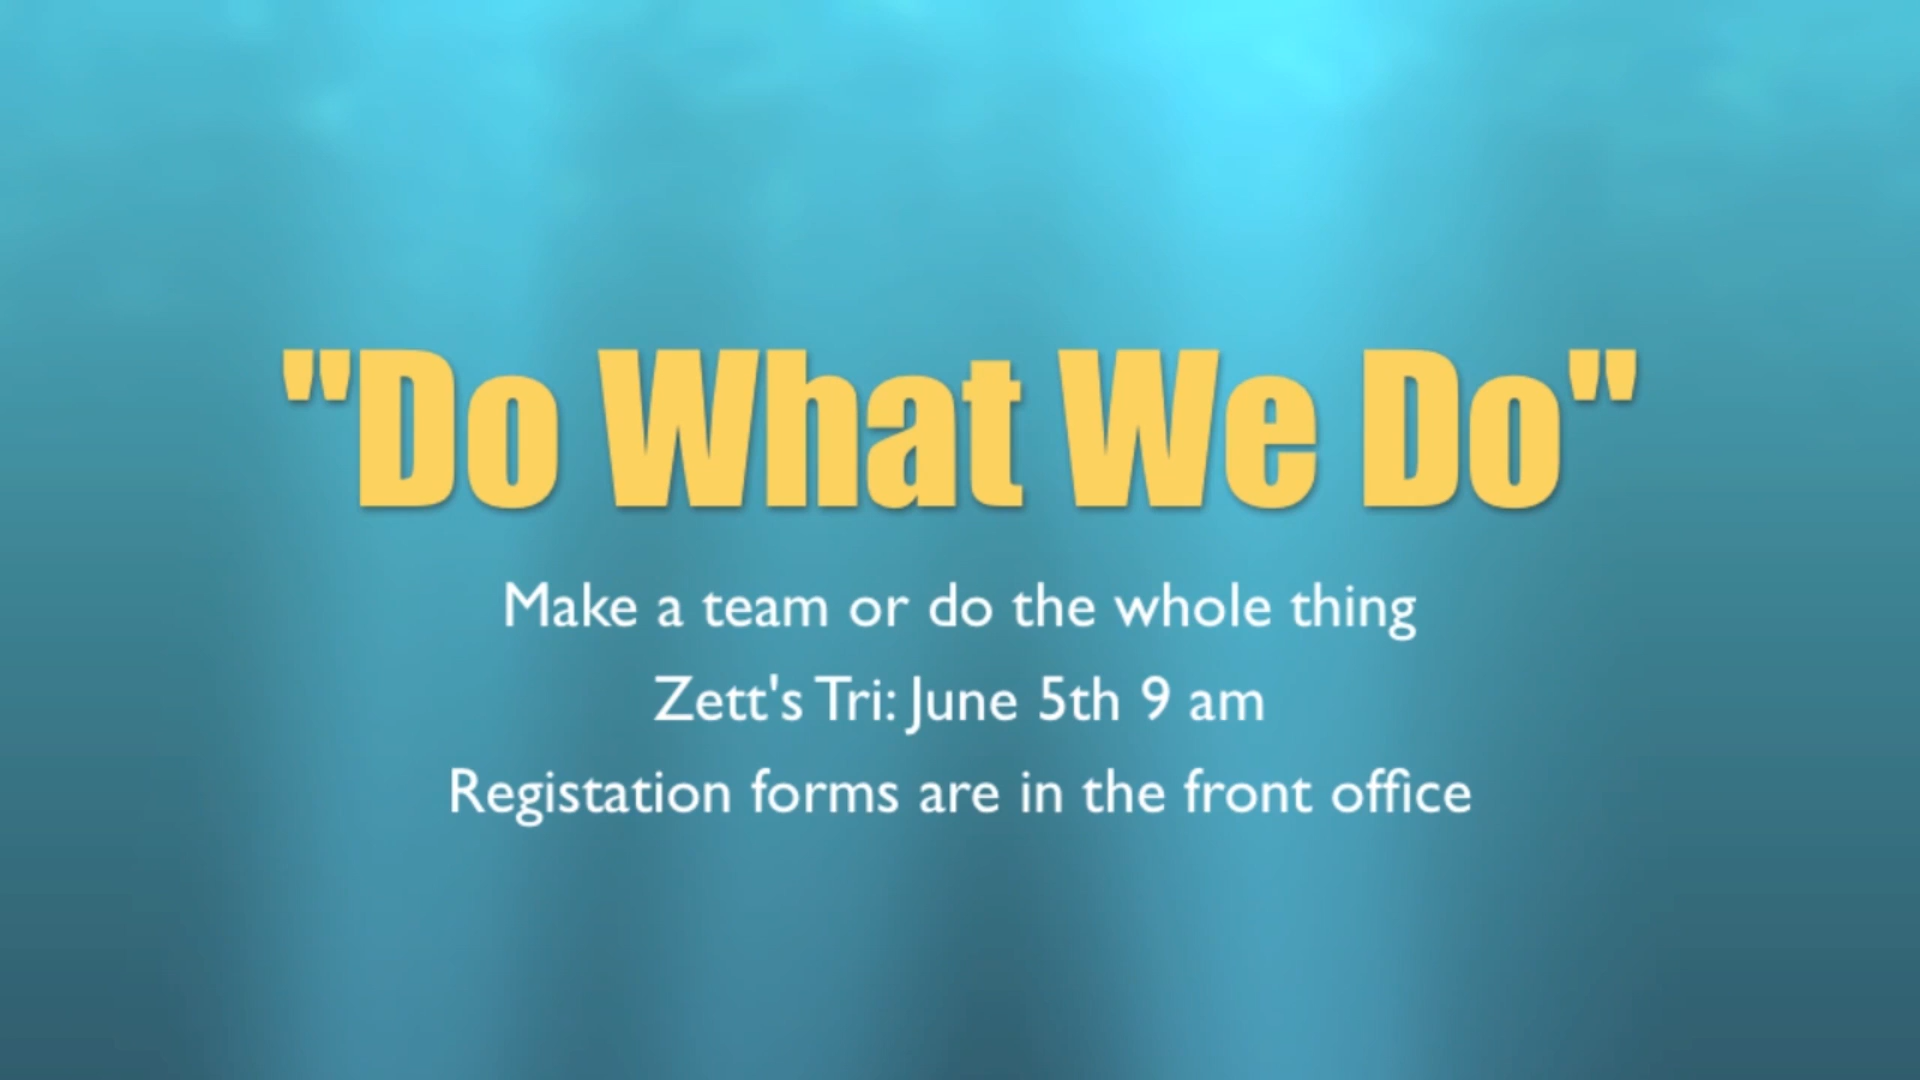 "Do What We Do"
Make a team or do the whole thing
Zett's Tri: June 5th 9 am
Registation forms are in the front office